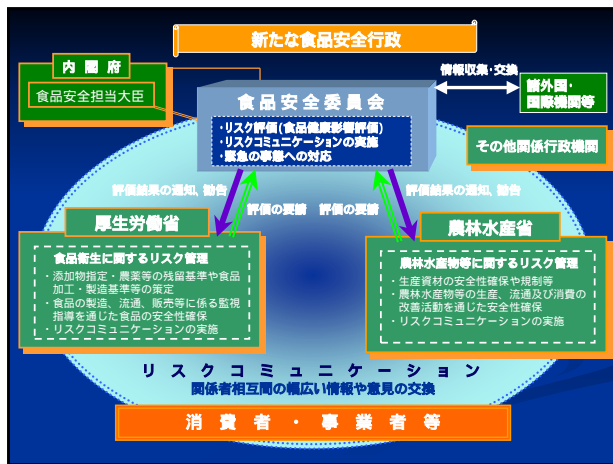 新たな食品安全行政
内閣府
食品安全担当大臣
情報収集・交換
諸外国・
国際機関等
食品安全委員会
・リスク評価(食品健康影響評価)
・リスクコミュニケーションの実施
・緊急の事態への対応
その他関係行政機関
評価結果の通知、勧告
評価の要請
評価の要請
評価結果の通知、勧告
厚生労働省
食品衛生に関するリスク管理
・添加物指定・農薬等の残留基準や食品
加工・製造基準等の策定
・食品の製造、流通、販売等に係る監視
指導を通じた食品の安全性確保
・リスクコミュニケーションの実施
農林水産省
農林水産物等に関するリスク管理
・生産資材の安全性確保や規制等
・農林水産物等の生産、流通及び消費の
改善活動を通じた安全性確保
・リスクコミュニケーションの実施
リスクコミュニケーション
関係者相互間の幅広い情報や意見の交換
消費者・事業者等